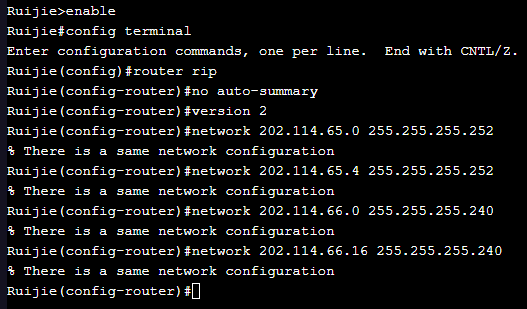 Ruijie>enable
Ruijie#config terminal
Enter configuration commands, one per line.  End with CNTL/Z.
Ruijie(config)#router rip
Ruijie(config-router)#no auto-summary
Ruijie(config-router)#version 2
Ruijie(config-router)#network 202.114.65.0 255.255.255.252
% There is a same network configuration
Ruijie(config-router)#network 202.114.65.4 255.255.255.252
% There is a same network configuration
Ruijie(config-router)#network 202.114.66.0 255.255.255.240
% There is a same network configuration
Ruijie(config-router)#network 202.114.66.16 255.255.255.240
% There is a same network configuration
Ruijie(config-router)#